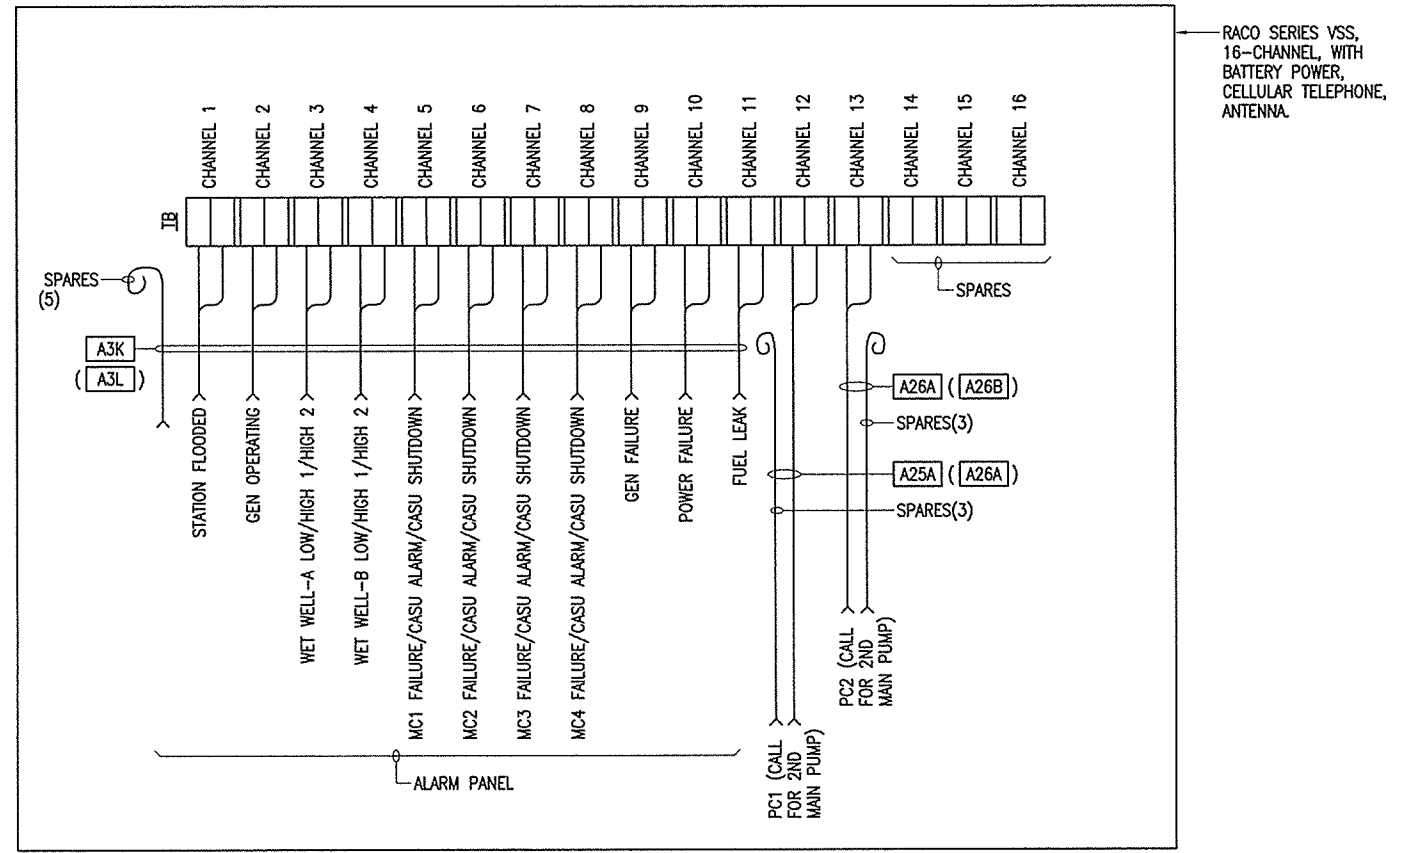 RACO SERIES VSS,
16-CHANNEL, WITH
BATTERY POWER,
CELLULAR TELEPHONE,
ANTENNA.
CHANNEL 1
CHANNEL 2
CHANNEL 3
CHANNEL 4
CHANNEL 5
CHANNEL 6
CHANNEL 7
CHANNEL 8
CHANNEL 9
CHANNEL 10
CHANNEL 11
CHANNEL 12
CHANNEL 13
CHANNEL 14
CHANNEL 15
CHANNEL 16
TB
SPARES
(5)
SPARES
A3K
(A3L)
A26A (A26B)
SPARES(3)
A25A (A26A)
SPARES(3)
STATION FLOODED
GEN OPERATING
WET WELL-A LOW/HIGH 1/HIGH 2
WET WELL-B LOW/HIGH 1/HIGH 2
MC1 FAILURE/CASU ALARM/CASU SHUTDOWN
MC2 FAILURE/CASU ALARM/CASU SHUTDOWN
MC3 FAILURE/CASU ALARM/CASU SHUTDOWN
MC4 FAILURE/CASU ALARM/CASU SHUTDOWN
GEN FAILURE
POWER FAILURE
FUEL LEAK
PC2 (CALL
FOR 2ND
MAIN PUMP)
PC1 (CALL
FOR 2ND
MAIN PUMP)
ALARM PANEL